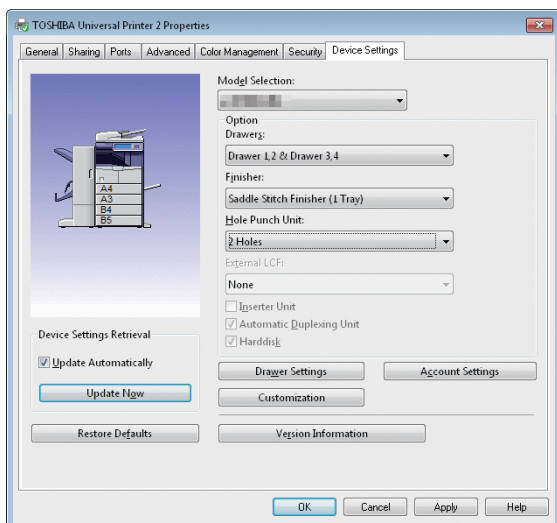 TOSHIBA Universal Printer 2 Properties
General Sharing Ports Advanced Color Management Security Device Settings
Model Selection:
Option
Drawers:
Drawer 1,2 & Drawer 3,4
Finisher:
Saddle Stitch Finisher (1 Tray)
Hole Punch Unit:
2 Holes
External LCF:
None
Inserter Unit
Automatic Duplexing Unit
Harddisk
A4
A3
B4
B5
Device Settings Retrieval
Update Automatically
Update Now
Restore Defaults
Drawer Settings Account Settings
Customization
Version Information
OK Cancel Apply Help